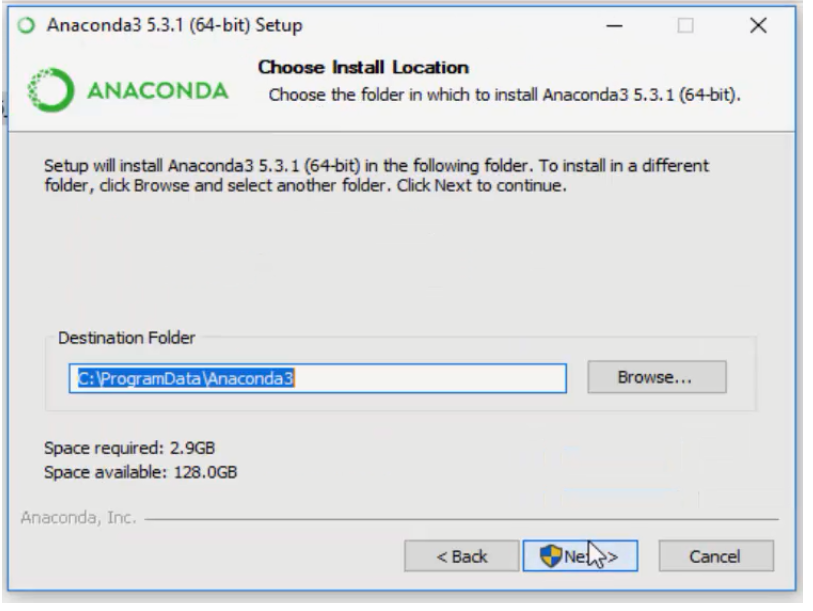 Anaconda3 5.3.1 (64-bit) Setup
ANACONDA
Choose Install Location
Choose the folder in which to install Anaconda3 5.3.1 (64-bit).
Setup will install Anaconda3 5.3.1 (64-bit) in the following folder. To install in a different
folder, click Browse and select another folder. Click Next to continue.
Destination Folder
C:\ProgramData\Anaconda3
Browse...
Space required: 2.9GB
Space available: 128.0GB
Anaconda, Inc.
< Back
Next >
Cancel